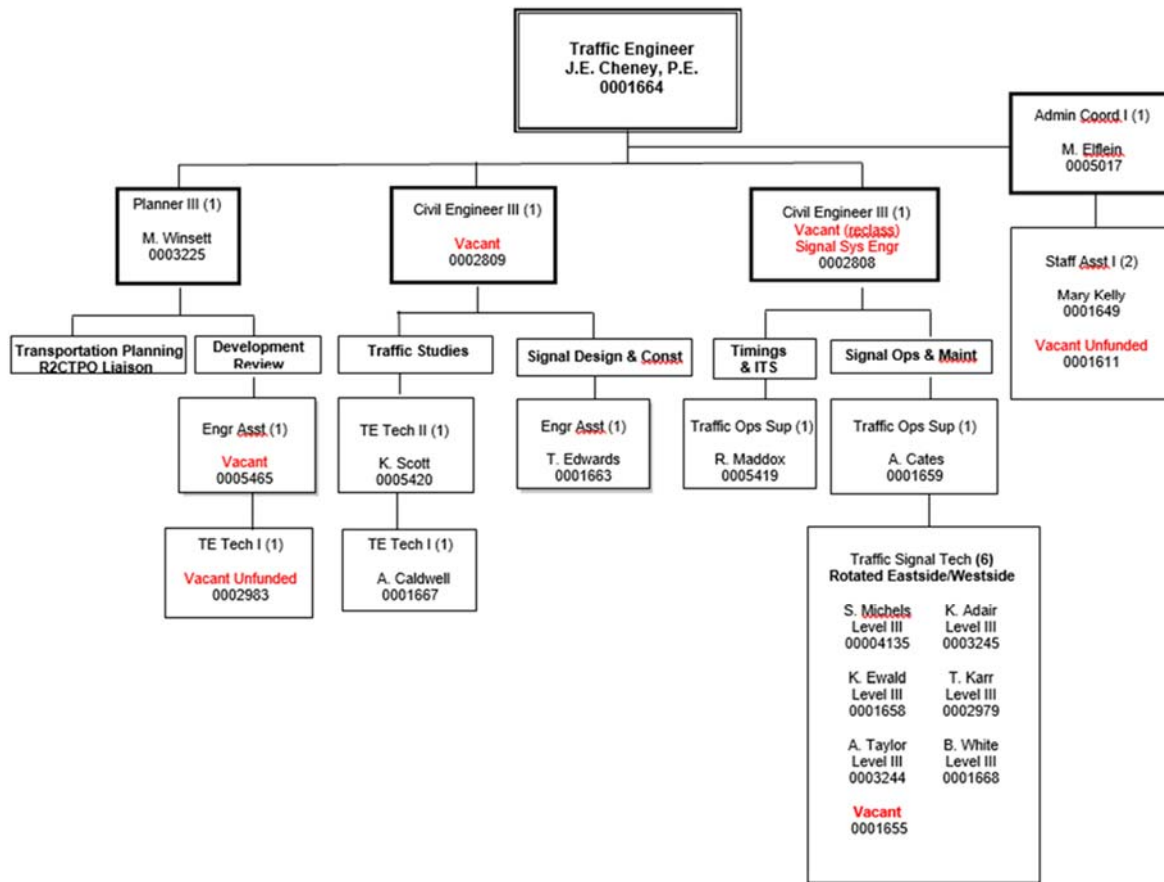 Traffic Engineer
J.E. Cheney, P.E.
0001664
Admin Coord I (1)
M. Elflein
0005017
Staff Asst I (2)
Mary Kelly
0001649
Vacant Unfunded
0001611
Planner III (1)
M. Winsett
0003225
Civil Engineer III (1)
Vacant
0002809
Civil Engineer III (1)
Vacant (reclass)
Signal Sys Engr
0002808
Transportation Planning
R2CTPO Liaison
Development
Review
Traffic Studies
Signal Design & Const
Timings
& ITS
Signal Ops & Maint
Engr Asst (1)
Vacant
0005465
TE Tech II (1)
K. Scott
0005420
Engr Asst (1)
T. Edwards
0001663
Traffic Ops Sup (1)
R. Maddox
0005419
Traffic Ops Sup (1)
A. Cates
0001659
TE Tech I (1)
Vacant Unfunded
0002983
TE Tech I (1)
A. Caldwell
0001667
Traffic Signal Tech (6)
Rotated Eastside/Westside
S. Michels K. Adair
Level III Level III
00004135 0003245
K. Ewald T. Karr
Level III Level III
0001658 0002979
A. Taylor B. White
Level III Level III
0003244 0001668
Vacant
0001655